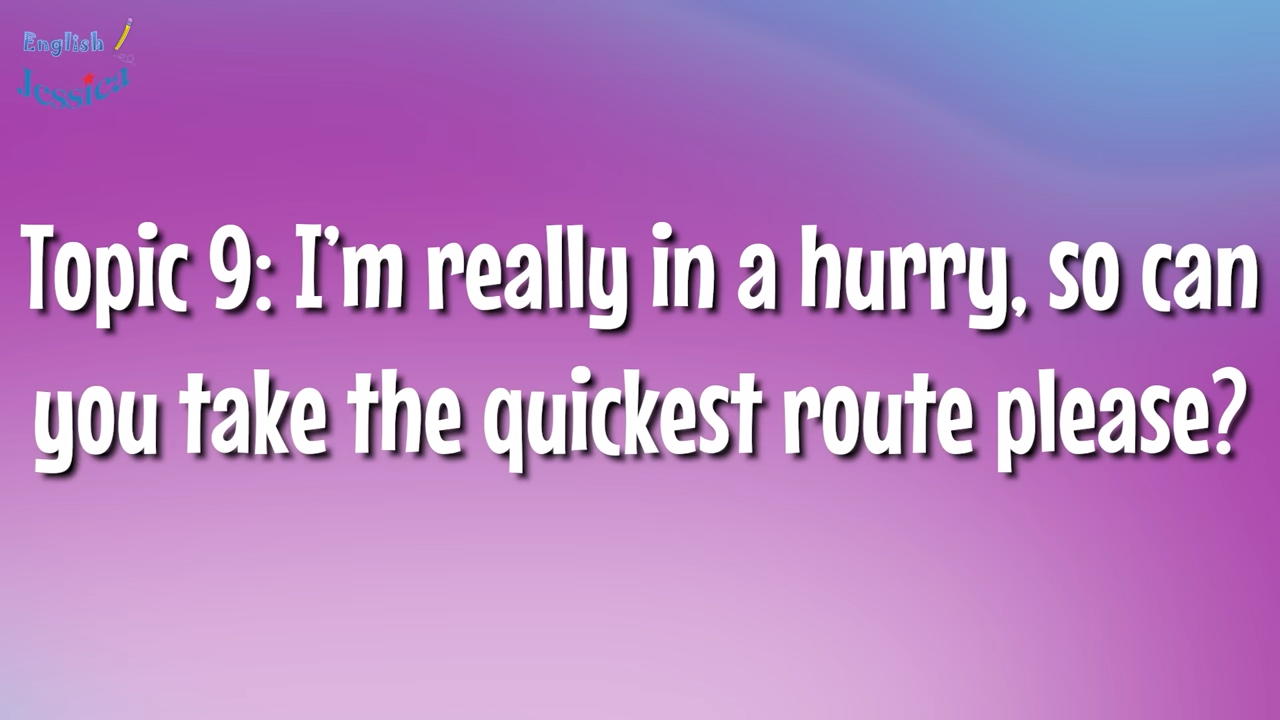 English
Jessica
Topic 9: I'm really in a hurry, so can
you take the quickest route please?